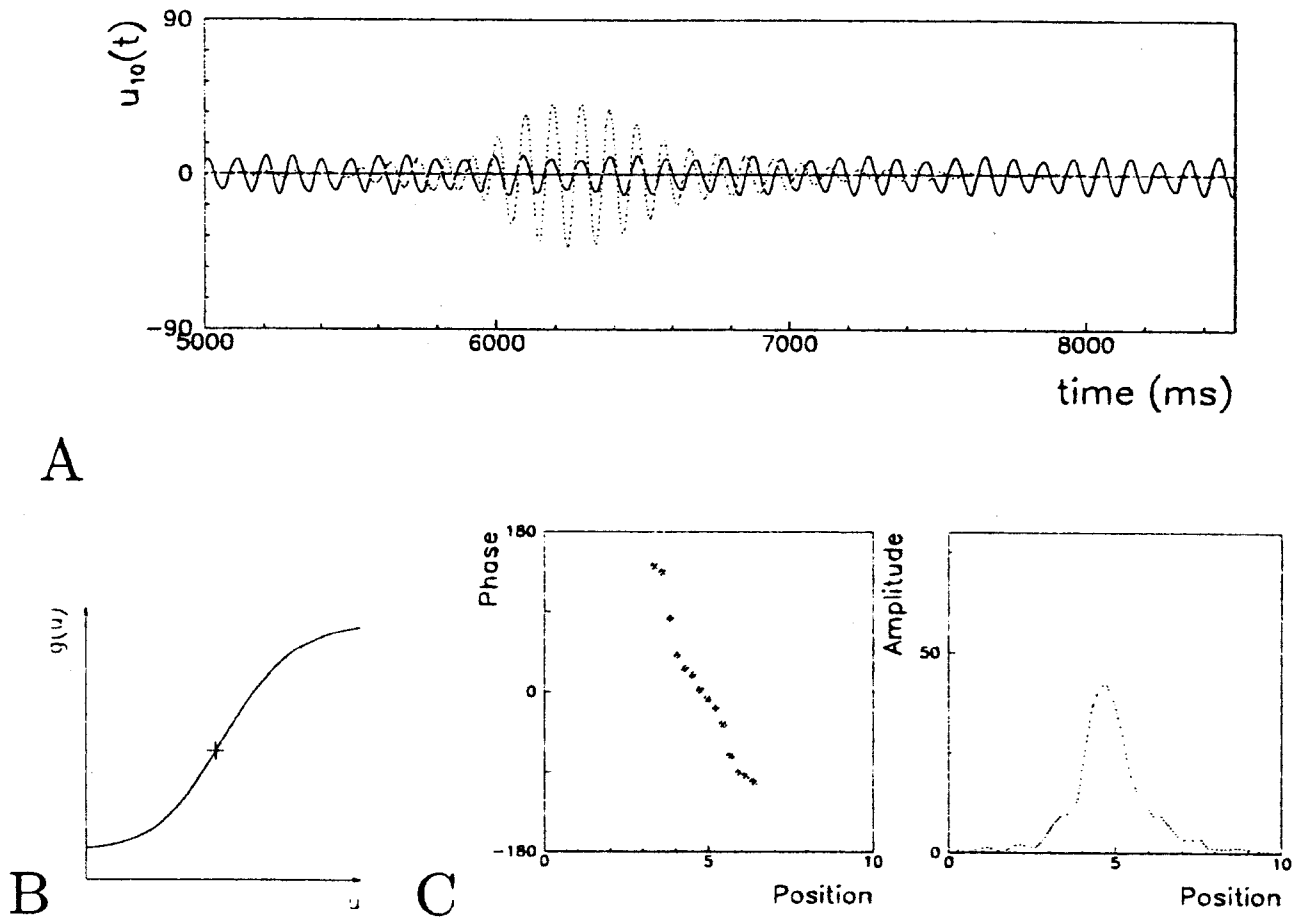 90
u10(t)
0
-90
5000 6000 7000 8000
time (ms)
A
g(u)
u
B
180
Phase
0
-180
0 5 10
Position
C
Amplitude
50
0
0 5 10
Position